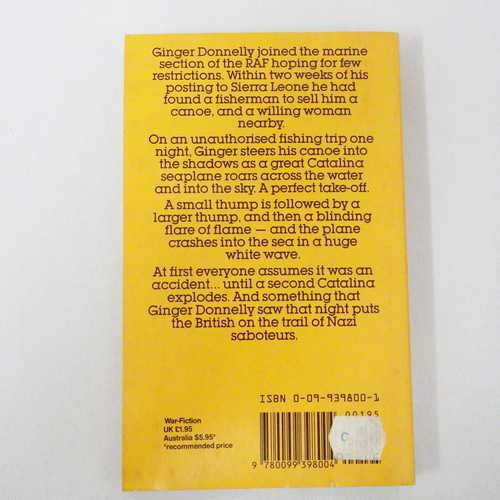 Ginger Donnelly joined the marine
section of the RAF hoping for few
restrictions. Within two weeks of his
posting to Sierra Leone he had
found a fisherman to sell him a
canoe, and a willing woman
nearby.
On an unauthorised fishing trip one
night, Ginger steers his canoe into
the shadows as a great Catalina
seaplane roars across the water
and into the sky. A perfect take-off.
A small thump is followed by a
larger thump, and then a blinding
flare of flame — and the plane
crashes into the sea in a huge
white wave.
At first everyone assumes it was an
accident... until a second Catalina
explodes. And something that
Ginger Donnelly saw that night puts
the British on the trail of Nazi
saboteurs.
ISBN 0-09-939800-1
War-Fiction
UK £1.95
Australia $5.95*
*recommended price
00195
9 780099 398004